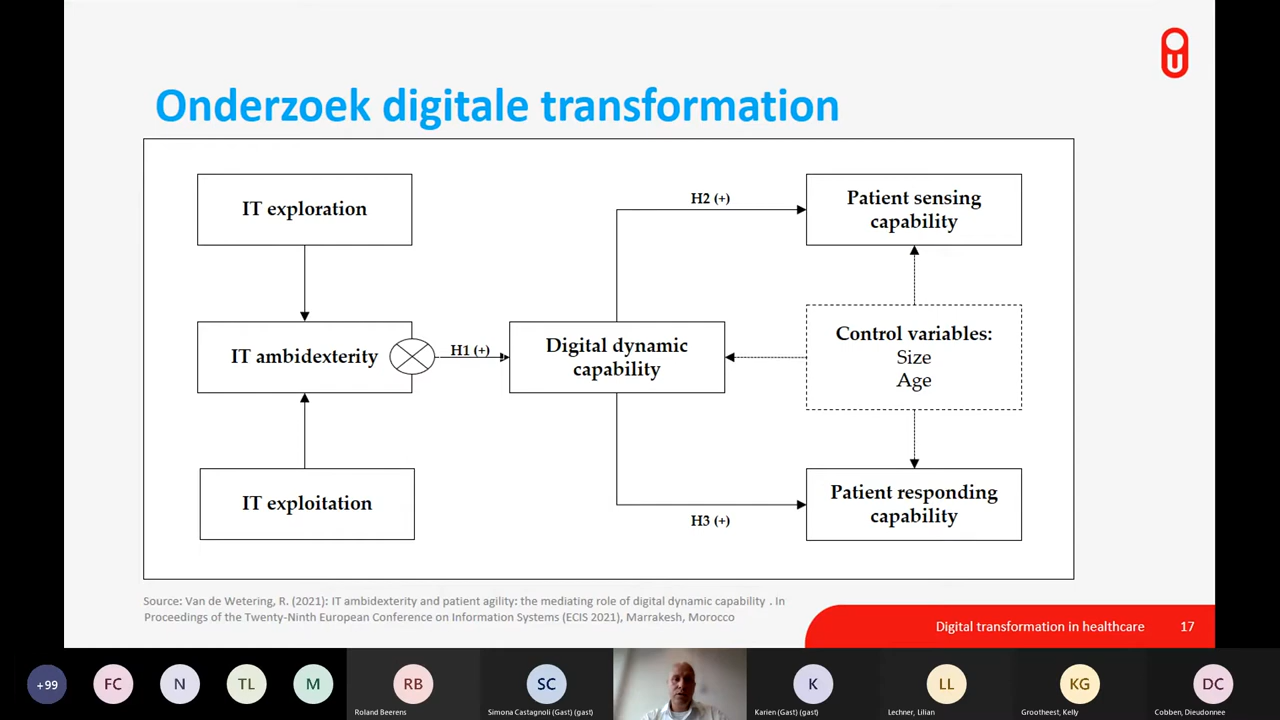 Onderzoek digitale transformation
IT exploration
H2 (+)
Patient sensing
capability
IT ambidexterity
H1 (+)
Digital dynamic
capability
Control variables:
Size
Age
IT exploitation
H3 (+)
Patient responding
capability
Source: Van de Wetering, R. (2021): IT ambidexterity and patient agility: the mediating role of digital dynamic capability . In
Proceedings of the Twenty-Ninth European Conference on Information Systems (ECIS 2021), Marrakesh, Morocco
Digital transformation in healthcare
17
+99
FC
N
TL
M
RB
Roland Beerens
SC
Simona Castagnoli (Gast) (gast)
K
Karien (Gast) (gast)
LL
Lechner, Lilian
KG
Grootheest, Kelly
DC
Cobben, Dieudonnee